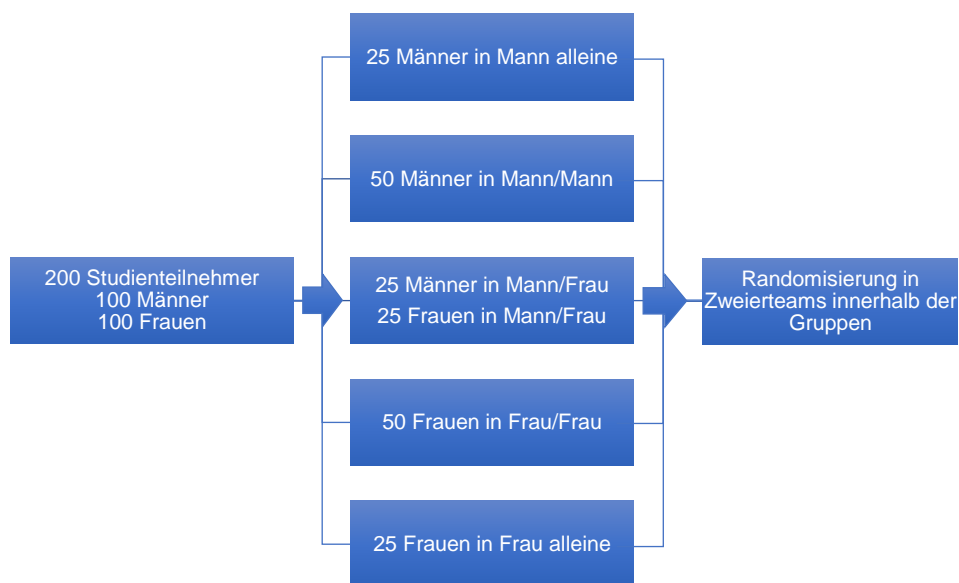 200 Studienteilnehmer
100 Männer
100 Frauen
25 Männer in Mann alleine
50 Männer in Mann/Mann
25 Männer in Mann/Frau
25 Frauen in Mann/Frau
50 Frauen in Frau/Frau
25 Frauen in Frau alleine
Randomisierung in
Zweierteams innerhalb der
Gruppen